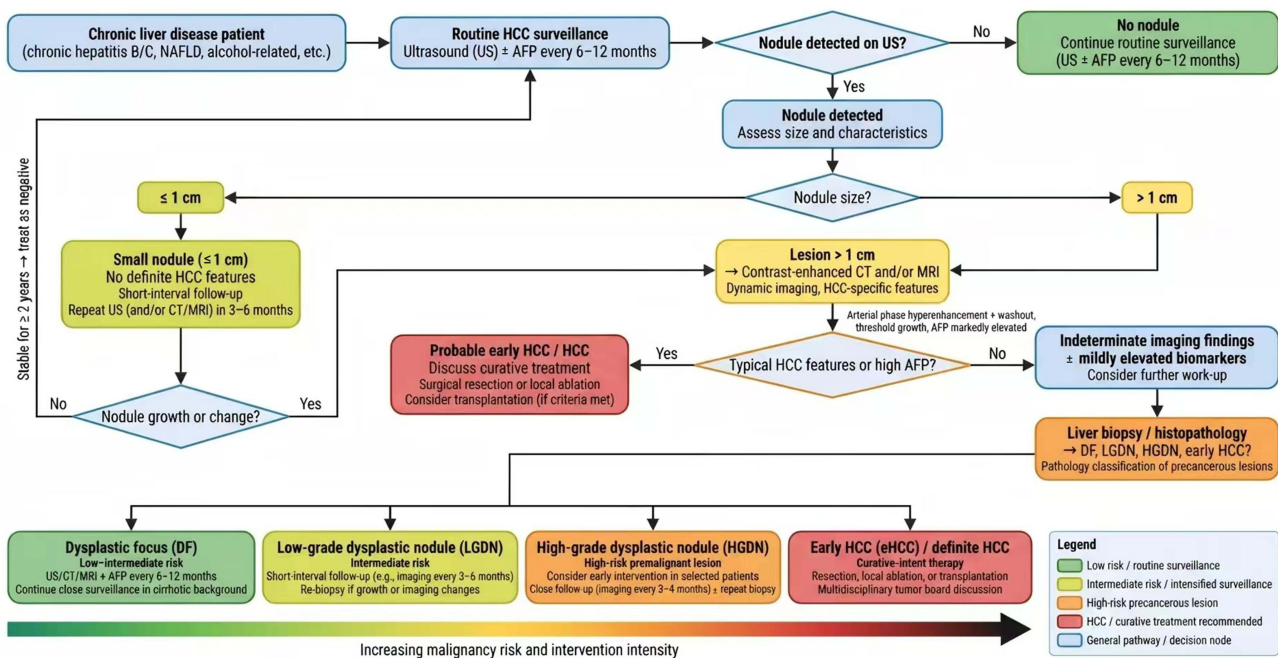 Chronic liver disease patient
(chronic hepatitis B/C, NAFLD, alcohol-related, etc.)
Routine HCC surveillance
Ultrasound (US) ± AFP every 6–12 months
Nodule detected on US?
No
No nodule
Continue routine surveillance
(US ± AFP every 6–12 months)
Yes
Nodule detected
Assess size and characteristics
Nodule size?
≤ 1 cm
> 1 cm
Stable for ≥ 2 years → treat as negative
Small nodule (≤ 1 cm)
No definite HCC features
Short-interval follow-up
Repeat US (and/or CT/MRI) in 3–6 months
Lesion > 1 cm
→ Contrast-enhanced CT and/or MRI
Dynamic imaging, HCC-specific features
Arterial phase hyperenhancement + washout,
threshold growth, AFP markedly elevated
Nodule growth or change?
No
Yes
Typical HCC features or high AFP?
Yes
No
Probable early HCC / HCC
Discuss curative treatment
Surgical resection or local ablation
Consider transplantation (if criteria met)
Indeterminate imaging findings
± mildly elevated biomarkers
Consider further work-up
Liver biopsy / histopathology
→ DF, LGDN, HGDN, early HCC?
Pathology classification of precancerous lesions
Dysplastic focus (DF)
Low–intermediate risk
US/CT/MRI + AFP every 6–12 months
Continue close surveillance in cirrhotic background
Low-grade dysplastic nodule (LGDN)
Intermediate risk
Short-interval follow-up (e.g., imaging every 3–6 months)
Re-biopsy if growth or imaging changes
High-grade dysplastic nodule (HGDN)
High-risk premalignant lesion
Consider early intervention in selected patients
Close follow-up (imaging every 3–4 months) ± repeat biopsy
Early HCC (eHCC) / definite HCC
Curative-intent therapy
Resection, local ablation, or transplantation
Multidisciplinary tumor board discussion
Legend
Low risk / routine surveillance
Intermediate risk / intensified surveillance
High-risk precancerous lesion
HCC / curative treatment recommended
General pathway / decision node
Increasing malignancy risk and intervention intensity